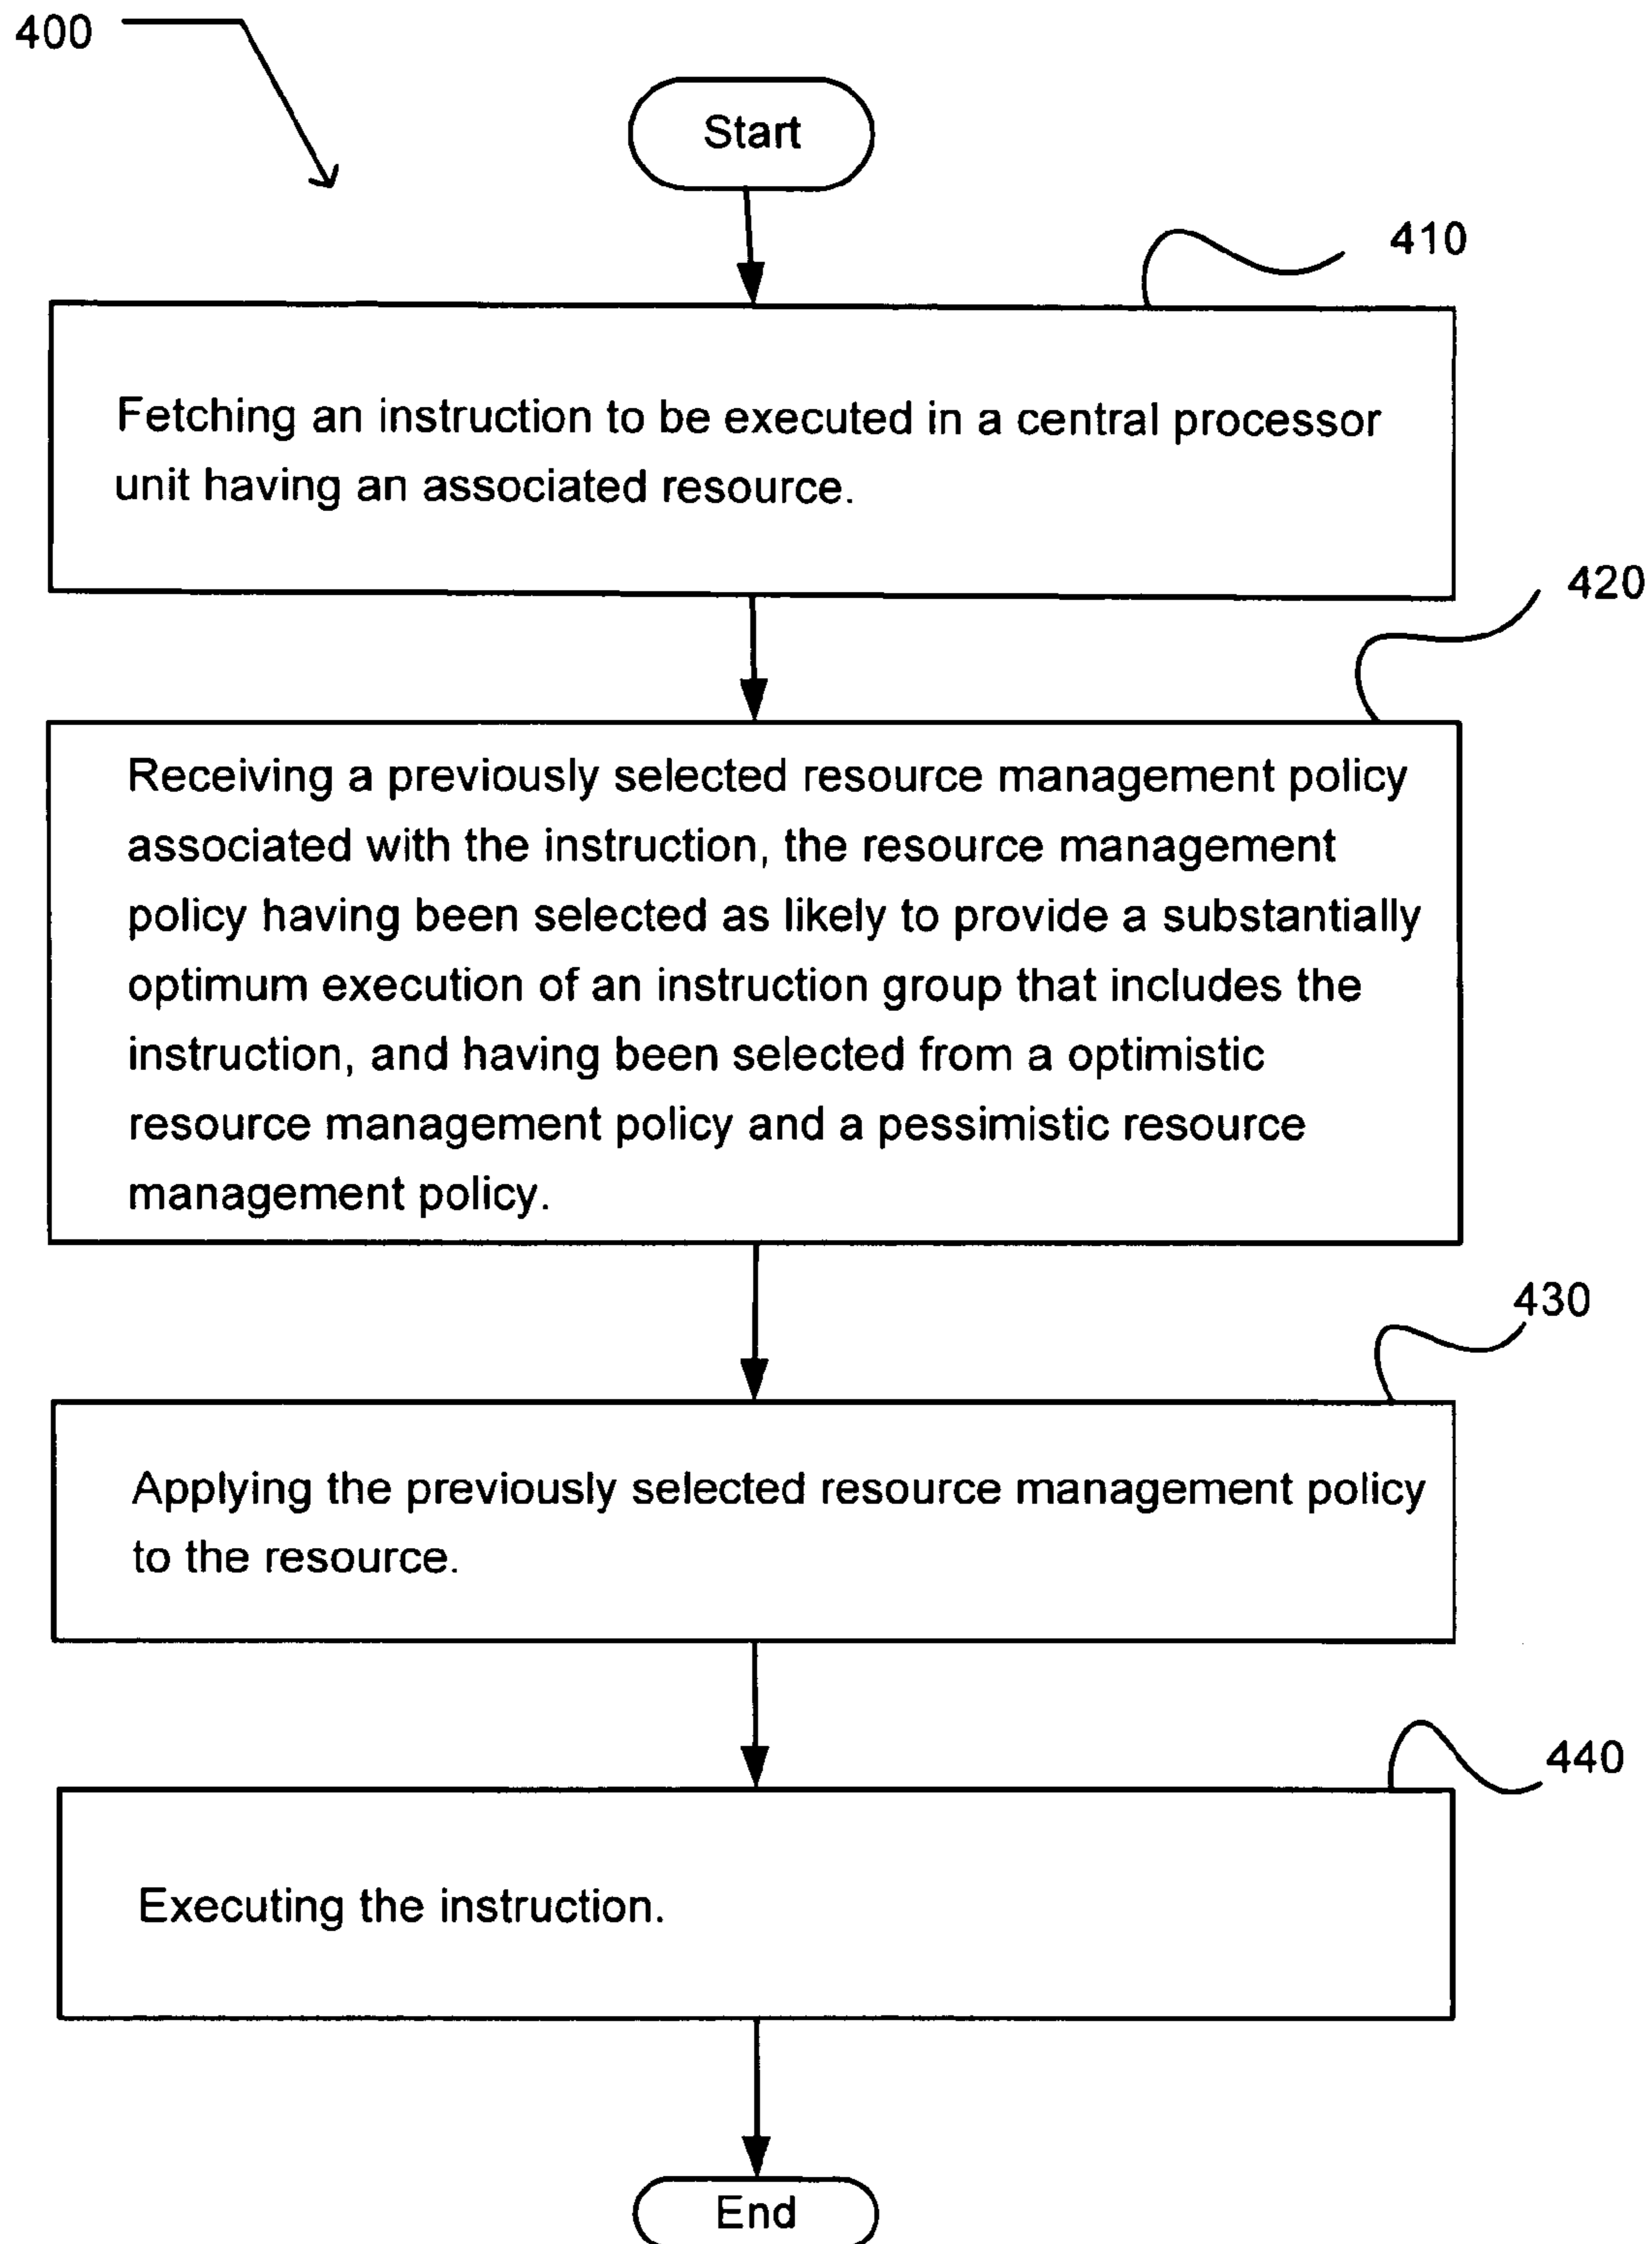 400
Start
410
Fetching an instruction to be executed in a central processor
unit having an associated resource.
420
Receiving a previously selected resource management policy
associated with the instruction, the resource management
policy having been selected as likely to provide a substantially
optimum execution of an instruction group that includes the
instruction, and having been selected from a optimistic
resource management policy and a pessimistic resource
management policy.
430
Applying the previously selected resource management policy
to the resource.
440
Executing the instruction.
End